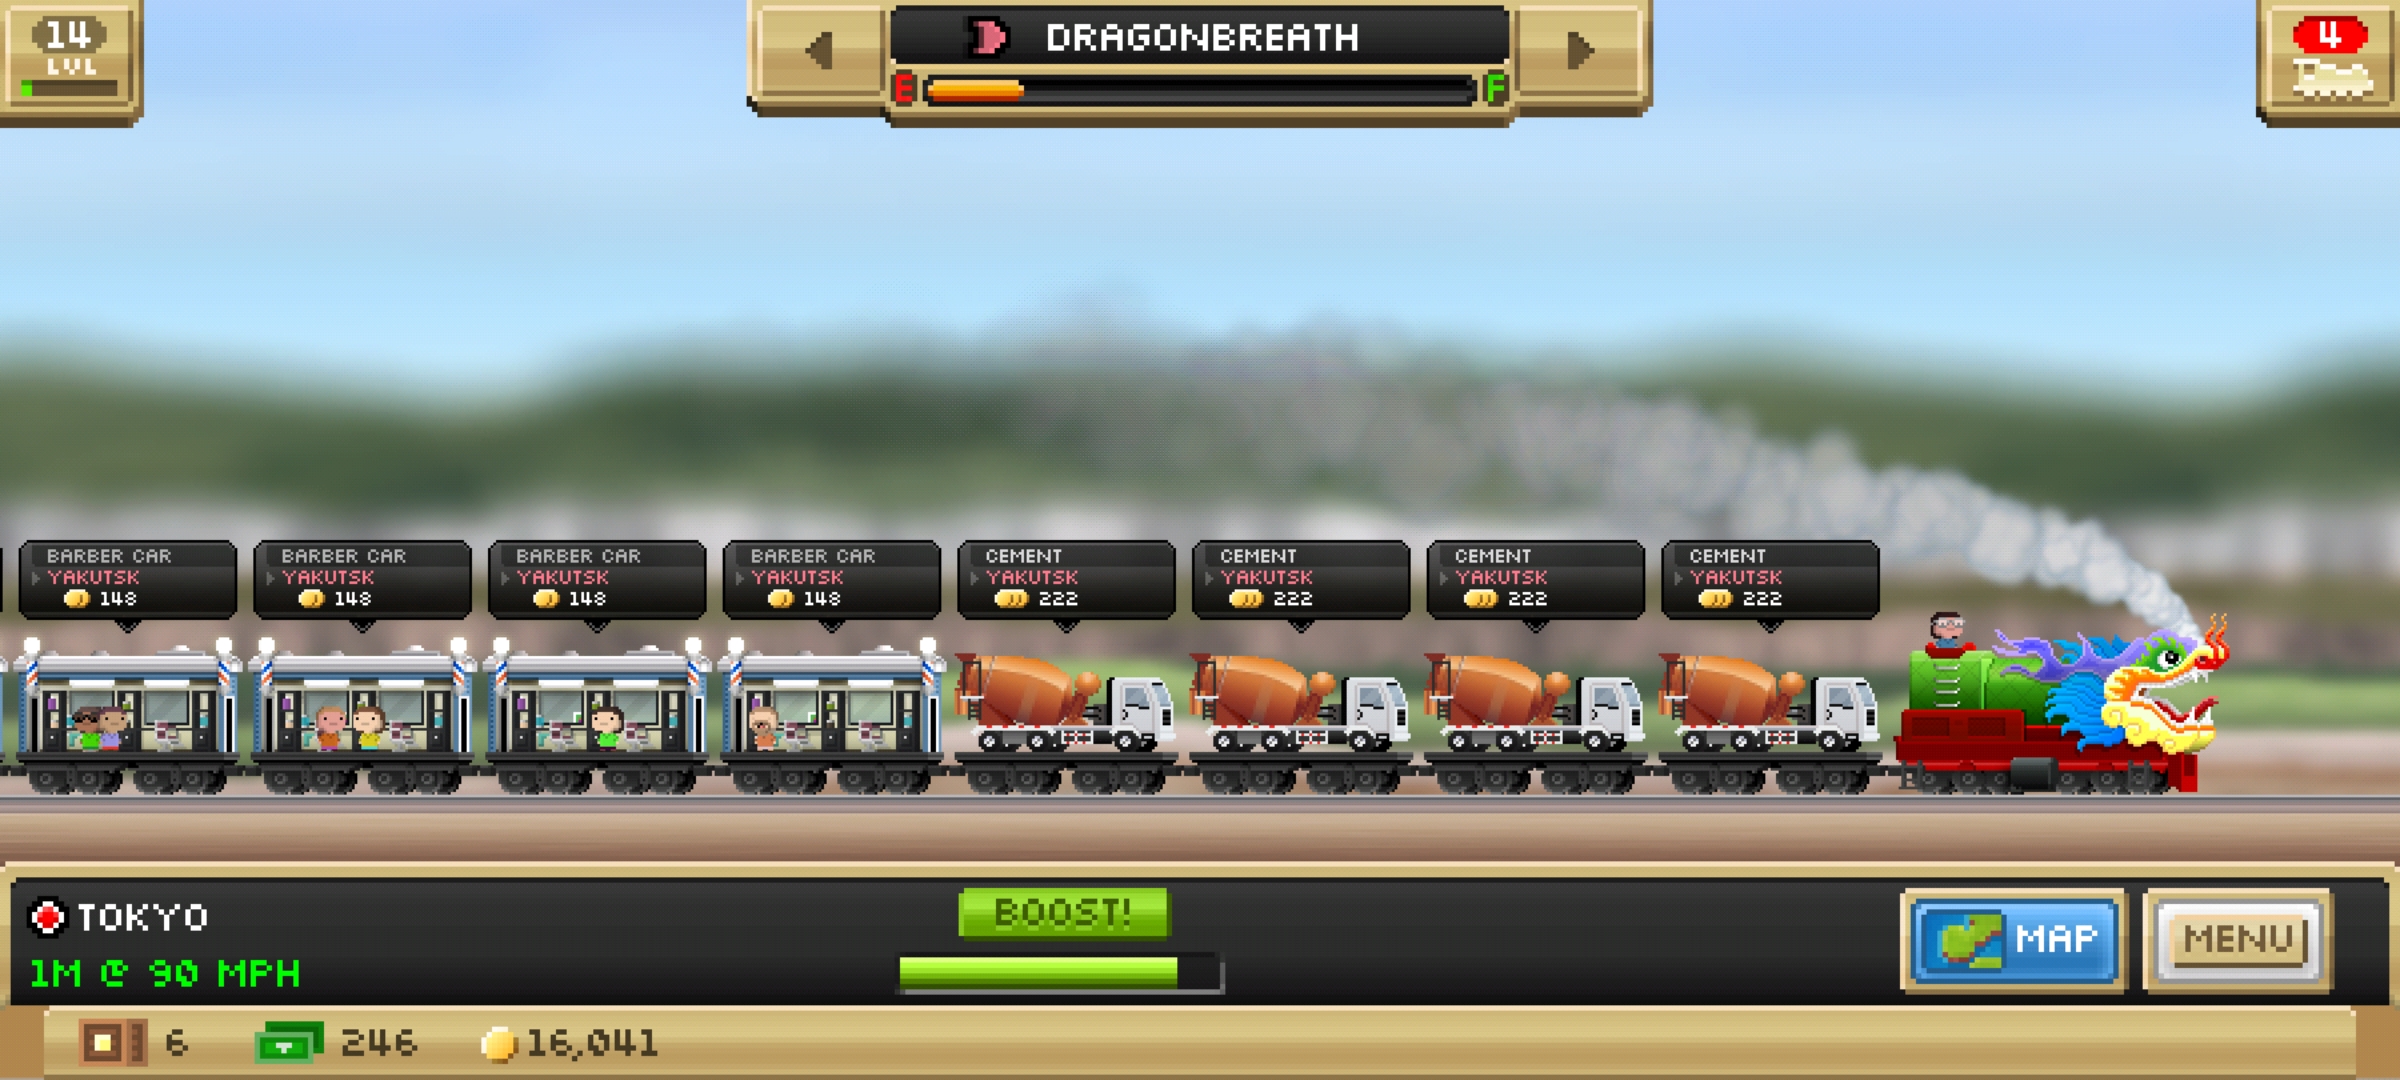 14
LVL
DRAGONBREATH
E F
4
BARBER CAR
YAKUTSK
148
BARBER CAR
YAKUTSK
148
BARBER CAR
YAKUTSK
148
BARBER CAR
YAKUTSK
148
CEMENT
YAKUTSK
222
CEMENT
YAKUTSK
222
CEMENT
YAKUTSK
222
CEMENT
YAKUTSK
222
TOKYO
1M @ 90 MPH
BOOST!
MAP
MENU
6
246
16,041